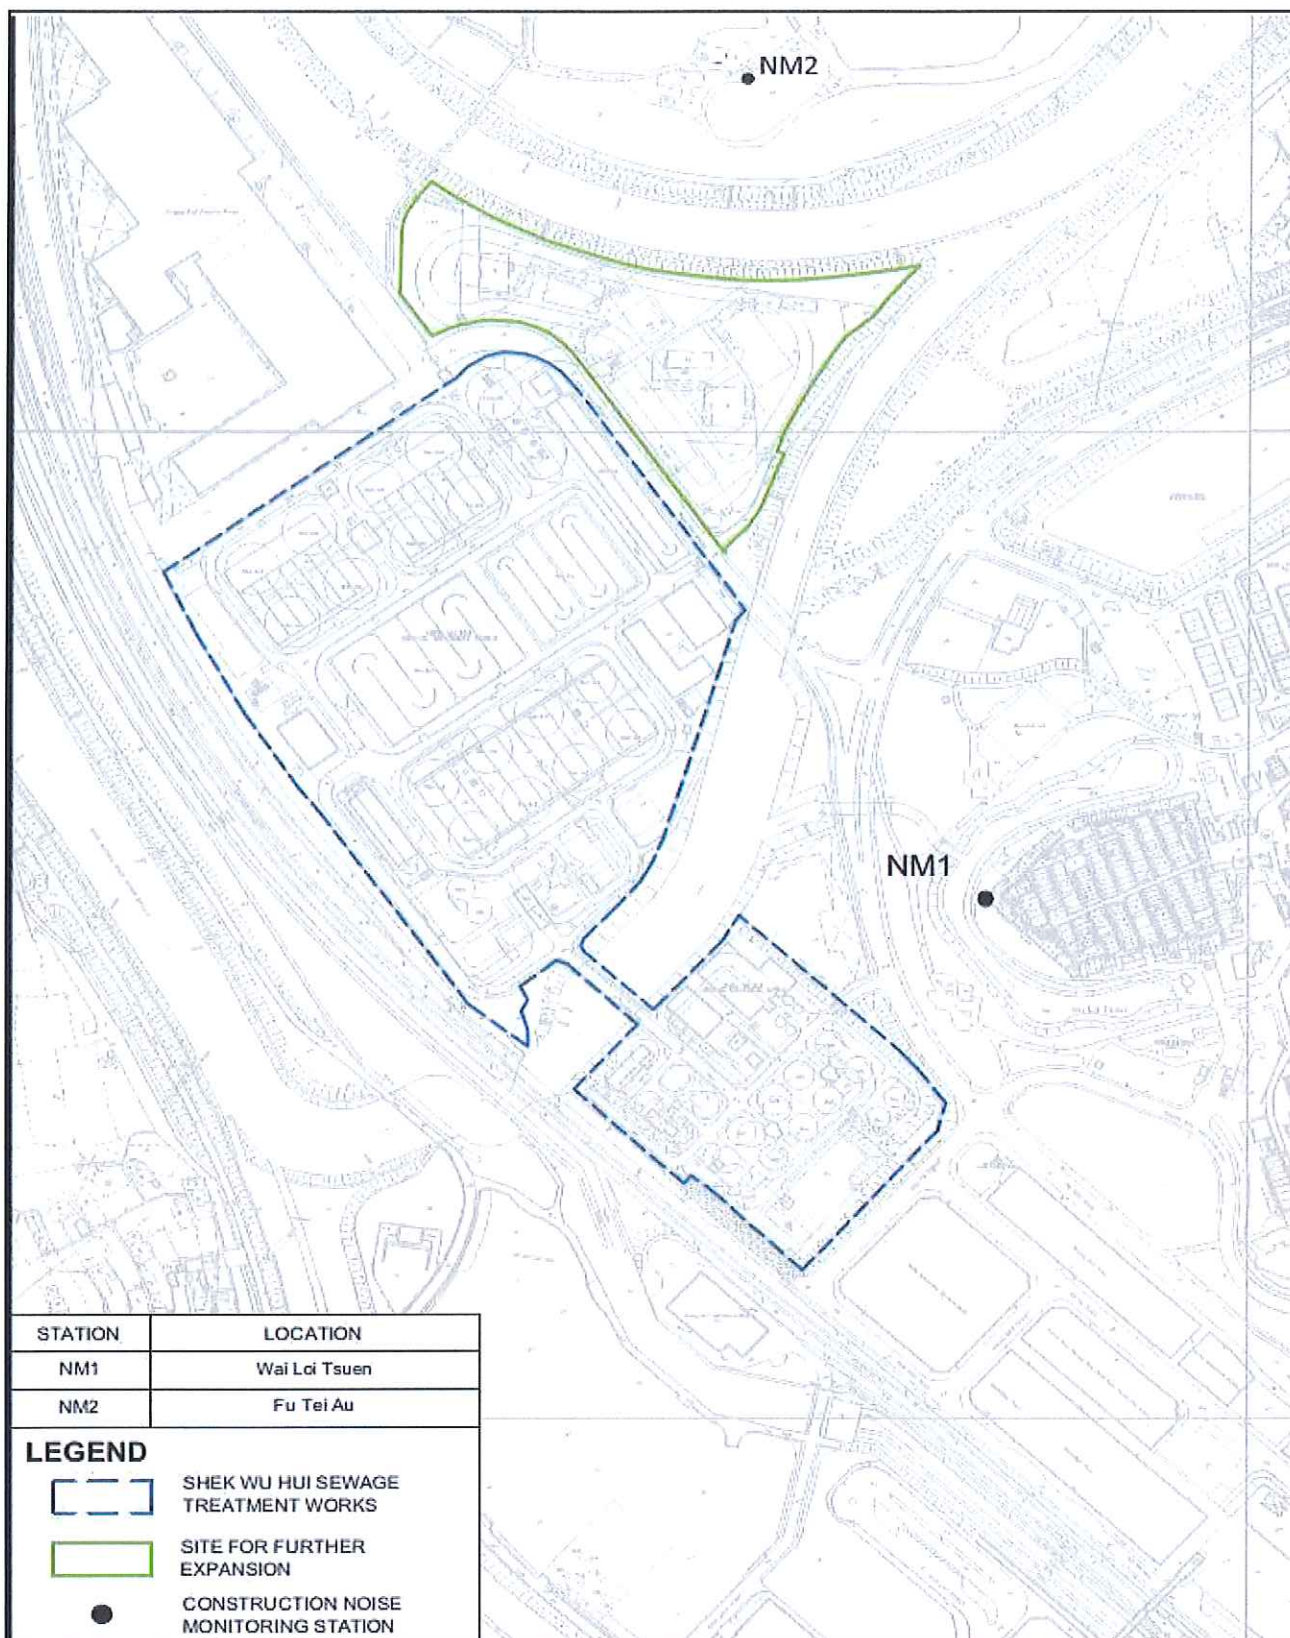 NM2
NM1
STATION LOCATION
NM1 Wai Loi Tsuen
NM2 Fu Tei Au
LEGEND
SHEK WU HUI SEWAGE
TREATMENT WORKS
SITE FOR FURTHER
EXPANSION
CONSTRUCTION NOISE
MONITORING STATION